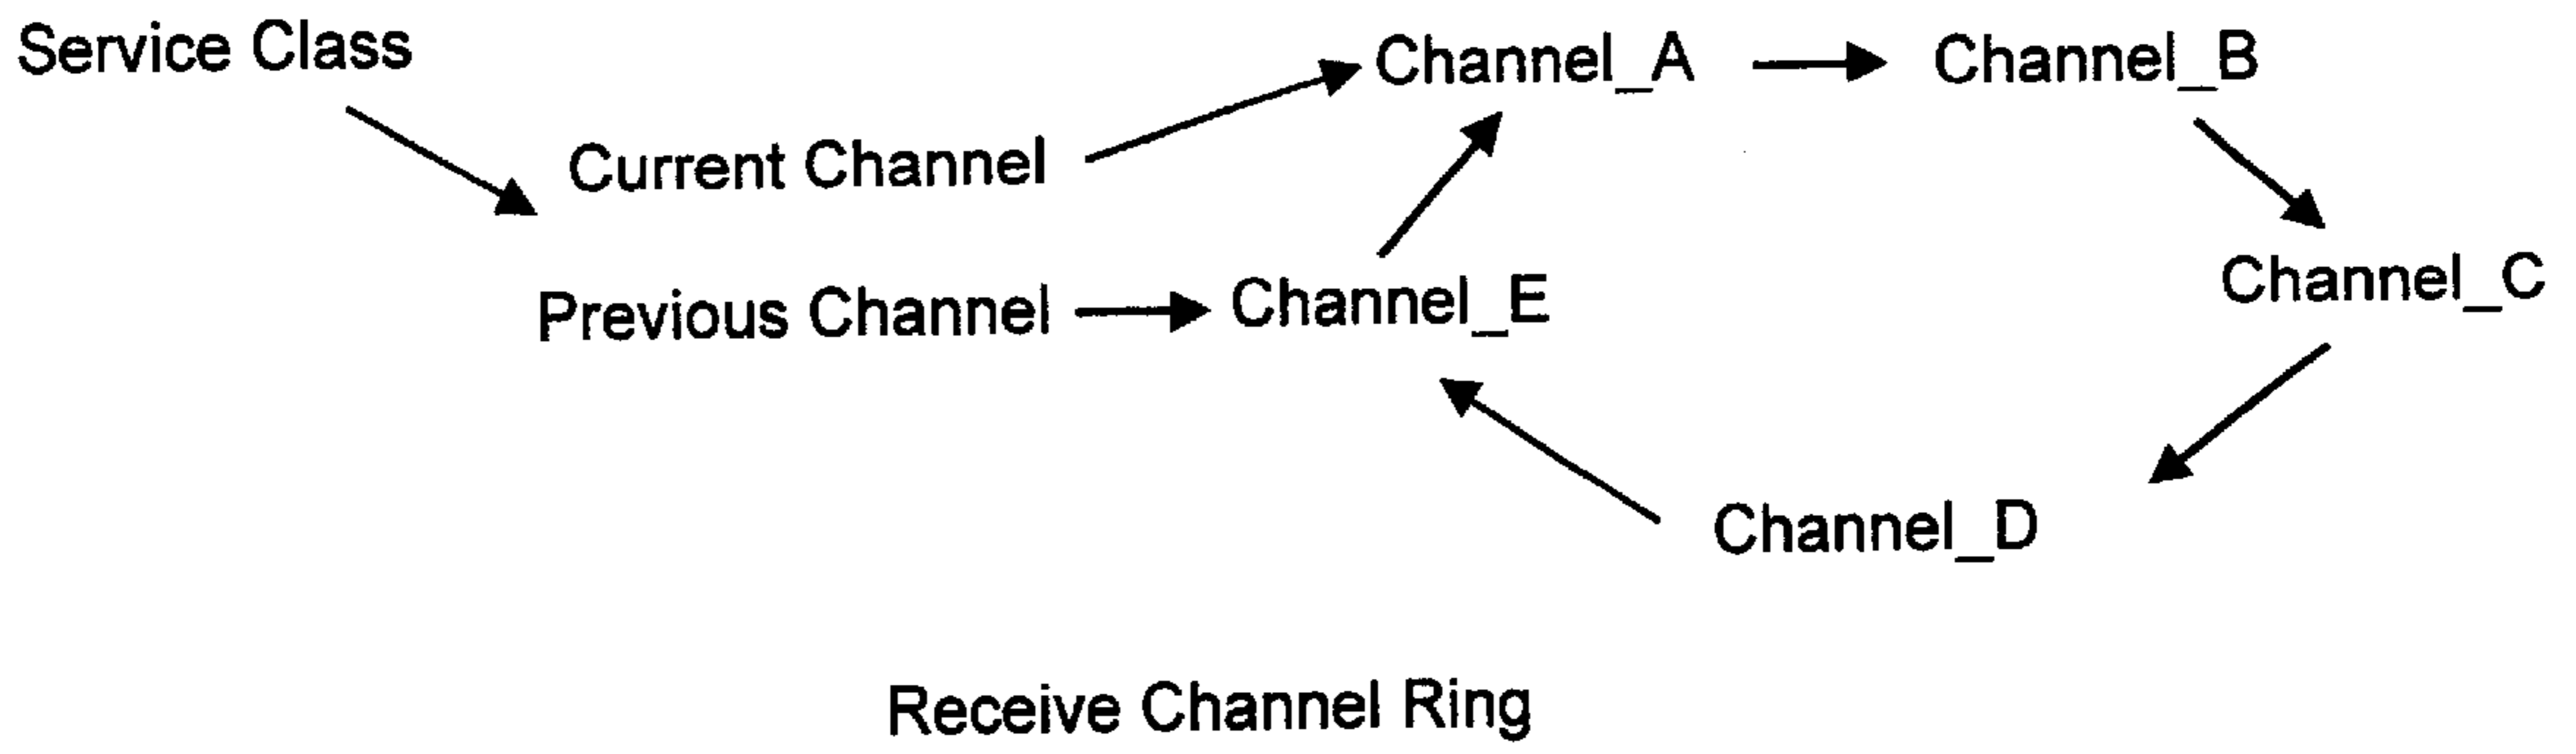 Service Class
Channel_A
Channel_B
Current Channel
Channel_C
Previous Channel
Channel_E
Channel_D
Receive Channel Ring